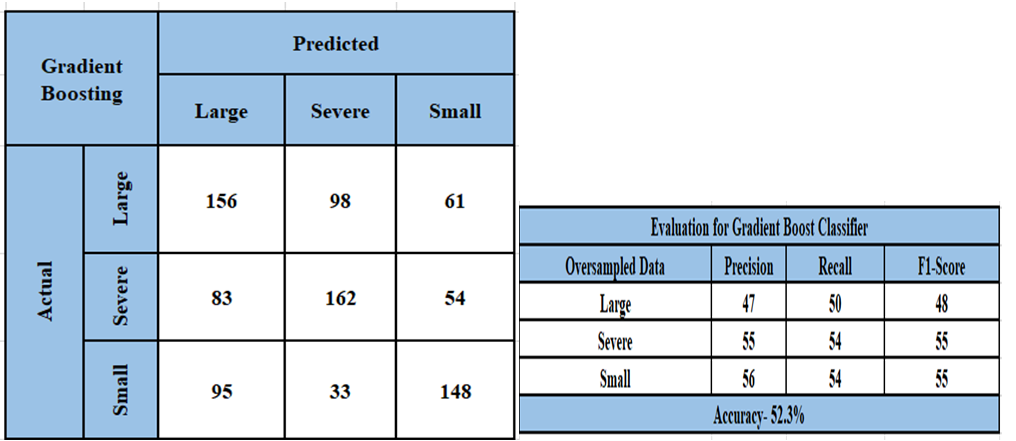 Gradient Boosting
Predicted
Large Severe Small
Actual
Large 156 98 61
Severe 83 162 54
Small 95 33 148
Evaluation for Gradient Boost Classifier
Oversampled Data Precision Recall F1-Score
Large 47 50 48
Severe 55 54 55
Small 56 54 55
Accuracy- 52.3%